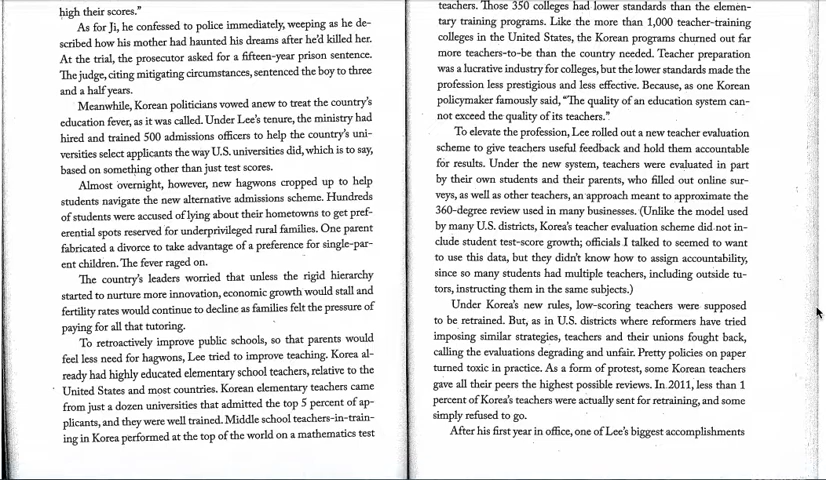 high their scores.”
As for Ji, he confessed to police immediately, weeping as he de-
scribed how his mother had haunted his dreams after he’d killed her.
At the trial, the prosecutor asked for a fifteen-year prison sentence.
The judge, citing mitigating circumstances, sentenced the boy to three
and a half years.
Meanwhile, Korean politicians vowed anew to treat the country’s
education fever, as it was called. Under Lee’s tenure, the ministry had
hired and trained 500 admissions officers to help the country’s uni-
versities select applicants the way U.S. universities did, which is to say,
based on something other than just test scores.
Almost overnight, however, new hagwons cropped up to help
students navigate the new alternative admissions scheme. Hundreds
of students were accused of lying about their hometowns to get pref-
erential spots reserved for underprivileged rural families. One parent
fabricated a divorce to take advantage of a preference for single-par-
ent children. The fever raged on.
The country’s leaders worried that unless the rigid hierarchy
started to nurture more innovation, economic growth would stall and
fertility rates would continue to decline as families felt the pressure of
paying for all that tutoring.
To retroactively improve public schools, so that parents would
feel less need for hagwons, Lee tried to improve teaching. Korea al-
ready had highly educated elementary school teachers, relative to the
United States and most countries. Korean elementary teachers came
from just a dozen universities that admitted the top 5 percent of ap-
plicants, and they were well trained. Middle school teachers-in-train-
ing in Korea performed at the top of the world on a mathematics test
teachers. Those 350 colleges had lower standards than the elemen-
tary training programs. Like the more than 1,000 teacher-training
colleges in the United States, the Korean programs churned out far
more teachers-to-be than the country needed. Teacher preparation
was a lucrative industry for colleges, but the lower standards made the
profession less prestigious and less effective. Because, as one Korean
policymaker famously said, “The quality of an education system can-
not exceed the quality of its teachers.”
To elevate the profession, Lee rolled out a new teacher evaluation
scheme to give teachers useful feedback and hold them accountable
for results. Under the new system, teachers were evaluated in part
by their own students and their parents, who filled out online sur-
veys, as well as other teachers, an approach meant to approximate the
360-degree review used in many businesses. (Unlike the model used
by many U.S. districts, Korea’s teacher evaluation scheme did not in-
clude student test-score growth; officials I talked to seemed to want
to use this data, but they didn’t know how to assign accountability,
since so many students had multiple teachers, including outside tu-
tors, instructing them in the same subjects.)
Under Korea’s new rules, low-scoring teachers were supposed
to be retrained. But, as in U.S. districts where reformers have tried
imposing similar strategies, teachers and their unions fought back,
calling the evaluations degrading and unfair. Pretty policies on paper
turned toxic in practice. As a form of protest, some Korean teachers
gave all their peers the highest possible reviews. In 2011, less than 1
percent of Korea’s teachers were actually sent for retraining, and some
simply refused to go.
After his first year in office, one of Lee’s biggest accomplishments